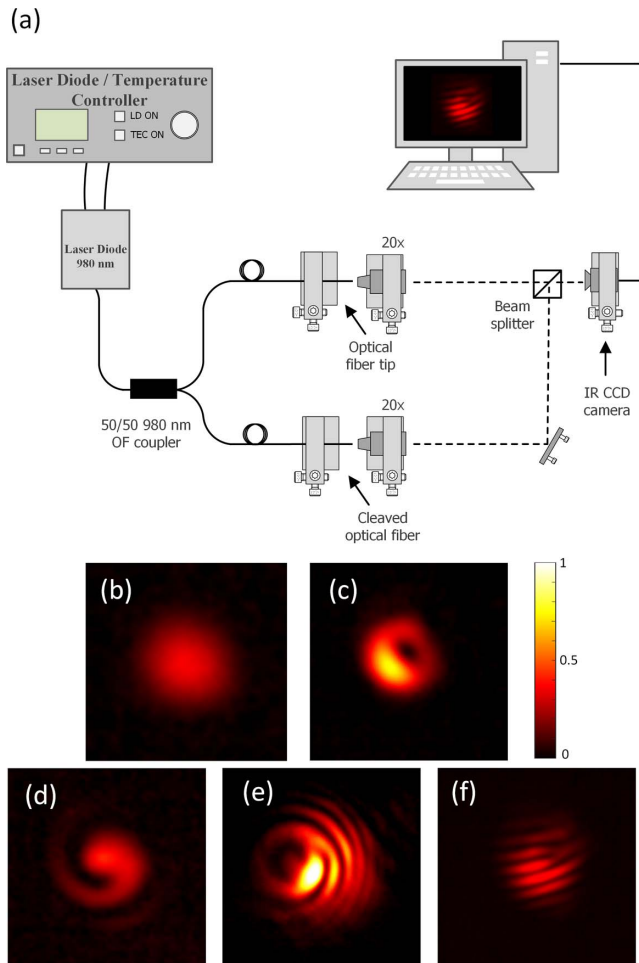 (a)
Laser Diode / Temperature
Controller
LD ON
TEC ON
Laser Diode
980 nm
20x
Optical
fiber tip
Beam
splitter
IR CCD
camera
50/50 980 nm
OF coupler
20x
Cleaved
optical fiber
(b)
(c)
1
0.5
0
(d)
(e)
(f)